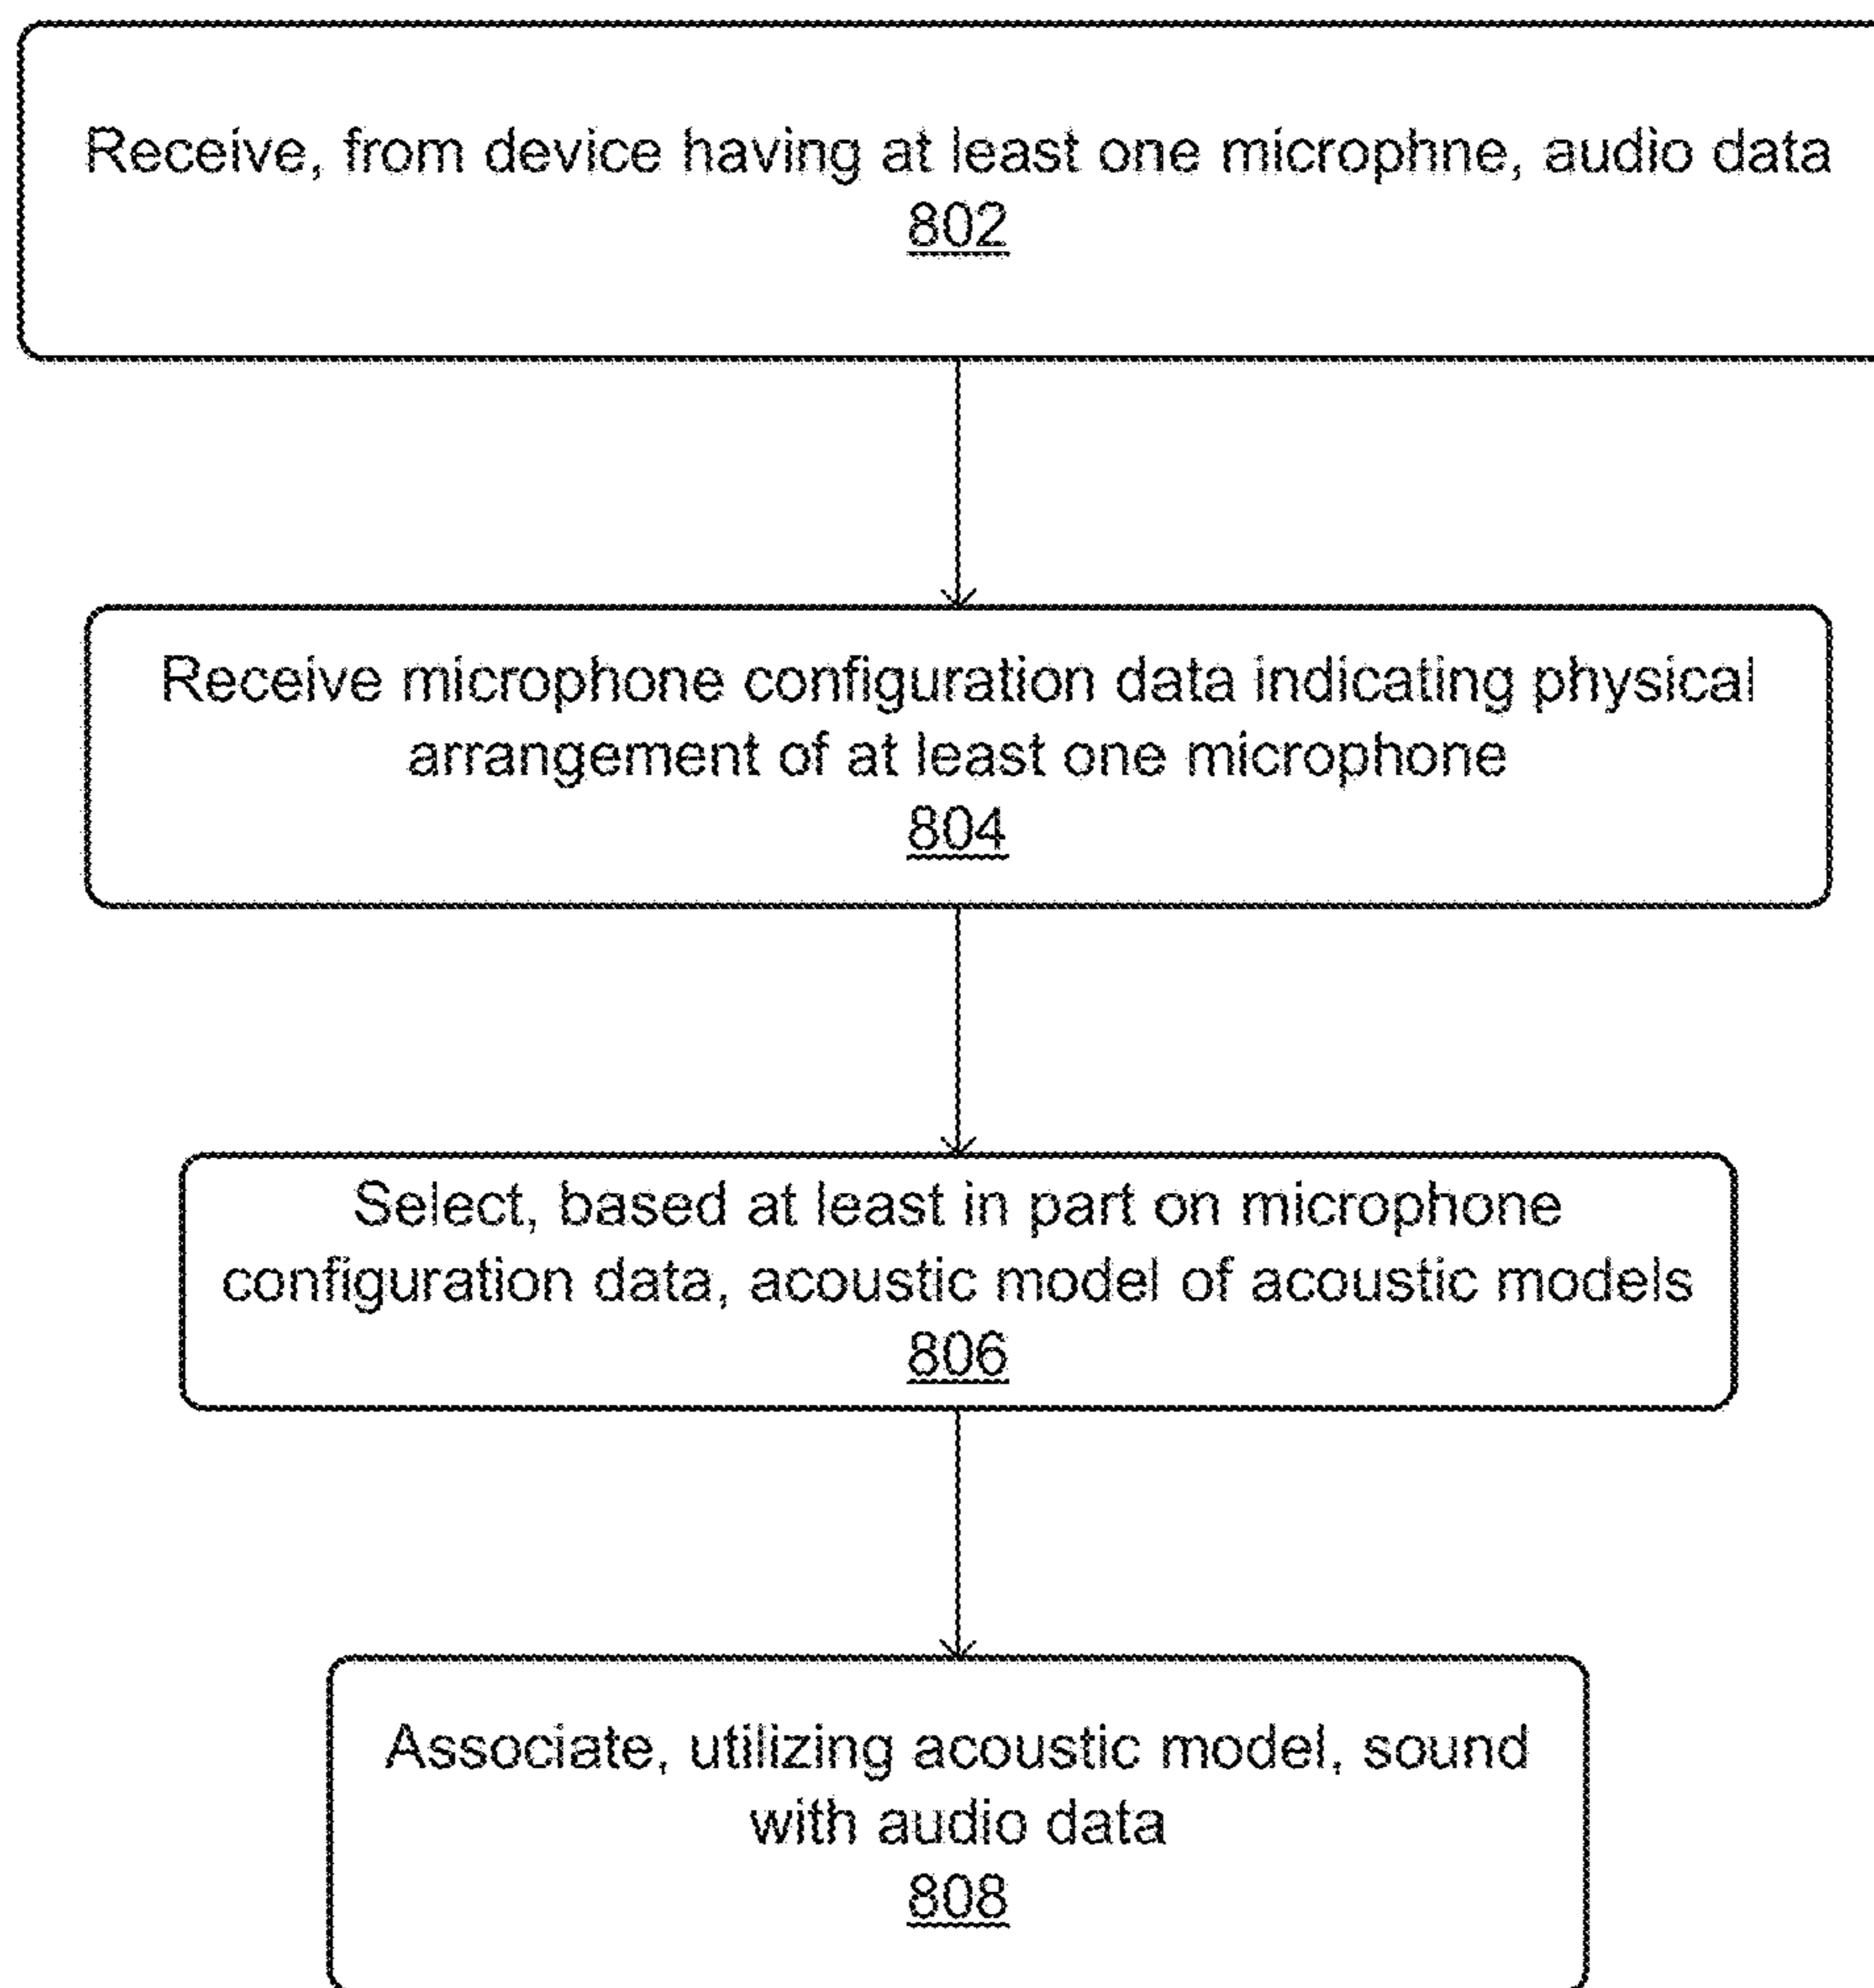 Receive, from device having at least one microphne, audio data
802
Receive microphone configuration data indicating physical
arrangement of at least one microphone
804
Select, based at least in part on microphone
configuration data, acoustic model of acoustic models
806
Associate, utilizing acoustic model, sound
with audio data
808